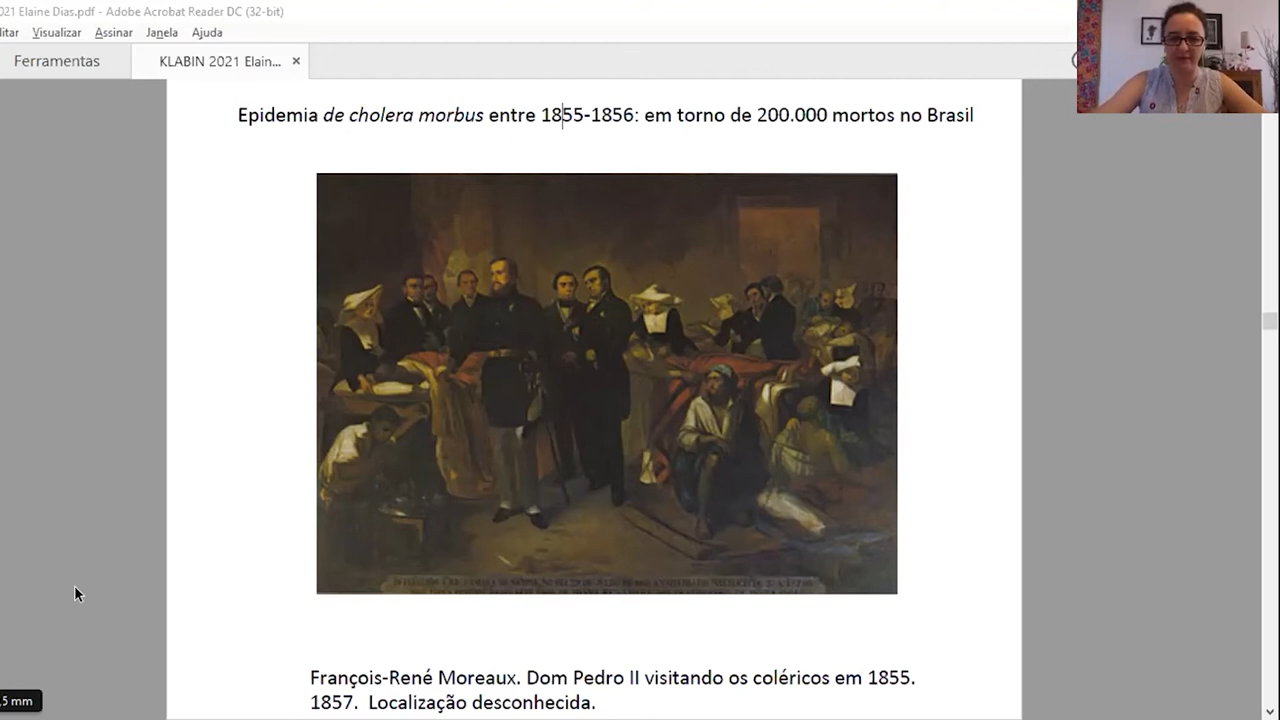 021 Elaine Dias.pdf - Adobe Acrobat Reader DC (32-bit)
itar Visualizar Assinar Janela Ajuda
Ferramentas KLABIN 2021 Elain... ×
Epidemia de cholera morbus entre 1855-1856: em torno de 200.000 mortos no Brasil
François-René Moreaux. Dom Pedro II visitando os coléricos em 1855.
1857. Localização desconhecida.
,5 mm